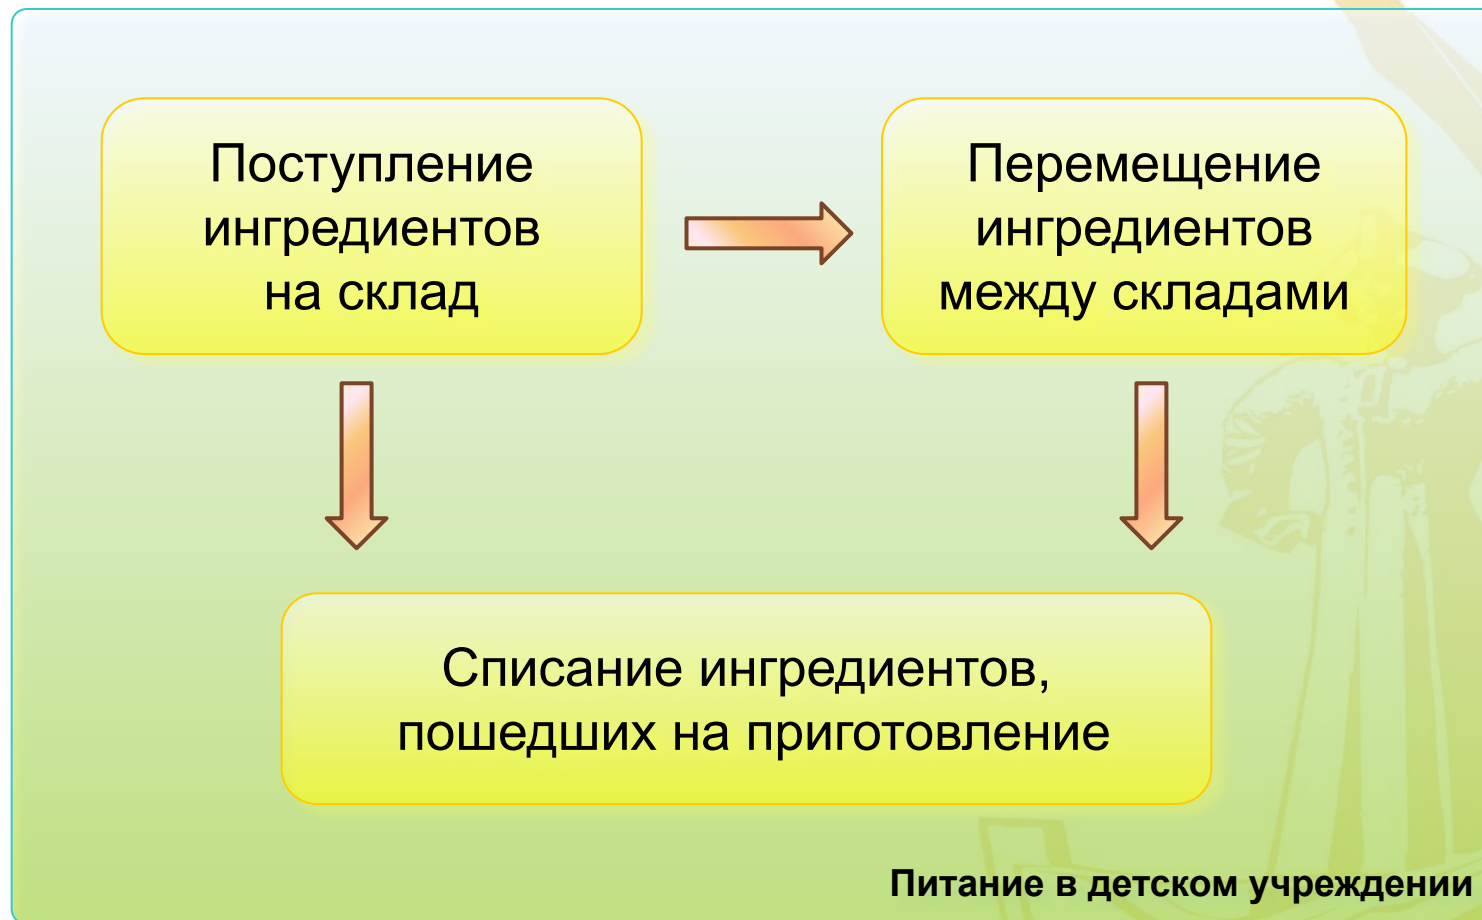 Поступление
ингредиентов
на склад
Перемещение
ингредиентов
между складами
Списание ингредиентов,
пошедших на приготовление
Питание в детском учреждении